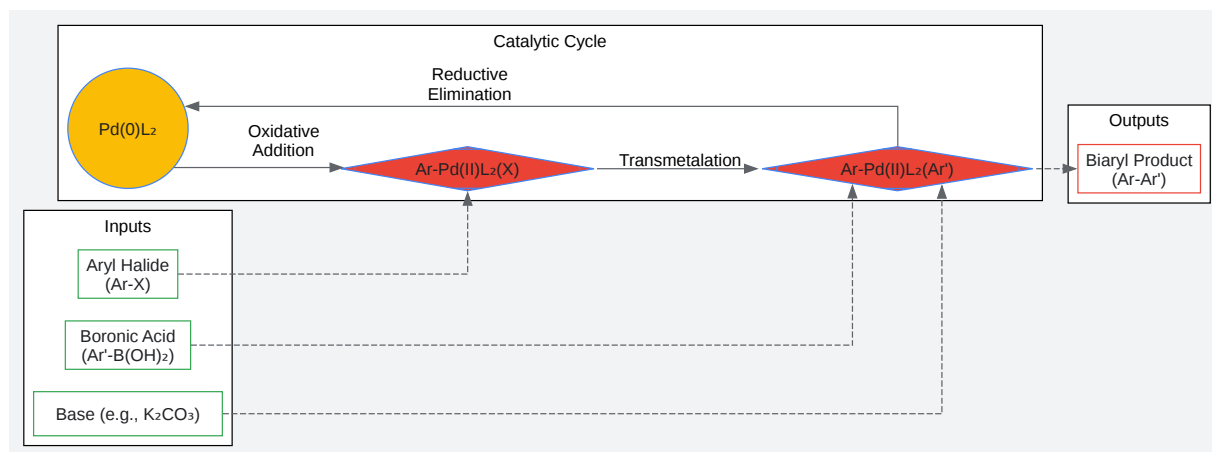 Catalytic Cycle
Reductive
Elimination
Pd(0)L₂
Oxidative
Addition
Ar-Pd(II)L₂(X)
Transmetalation
Ar-Pd(II)L₂(Ar')
Outputs
Biaryl Product
(Ar-Ar')
Inputs
Aryl Halide
(Ar-X)
Boronic Acid
(Ar'-B(OH)₂)
Base (e.g., K₂CO₃)